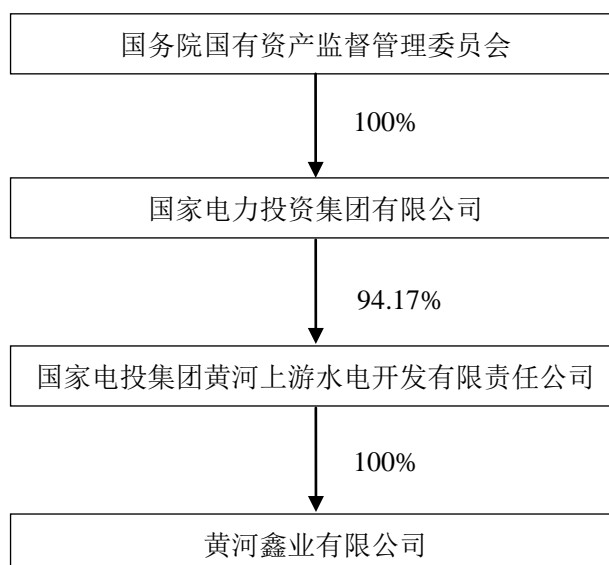 国务院国有资产监督管理委员会
100%
国家电力投资集团有限公司
94.17%
国家电投集团黄河上游水电开发有限责任公司
100%
黄河鑫业有限公司